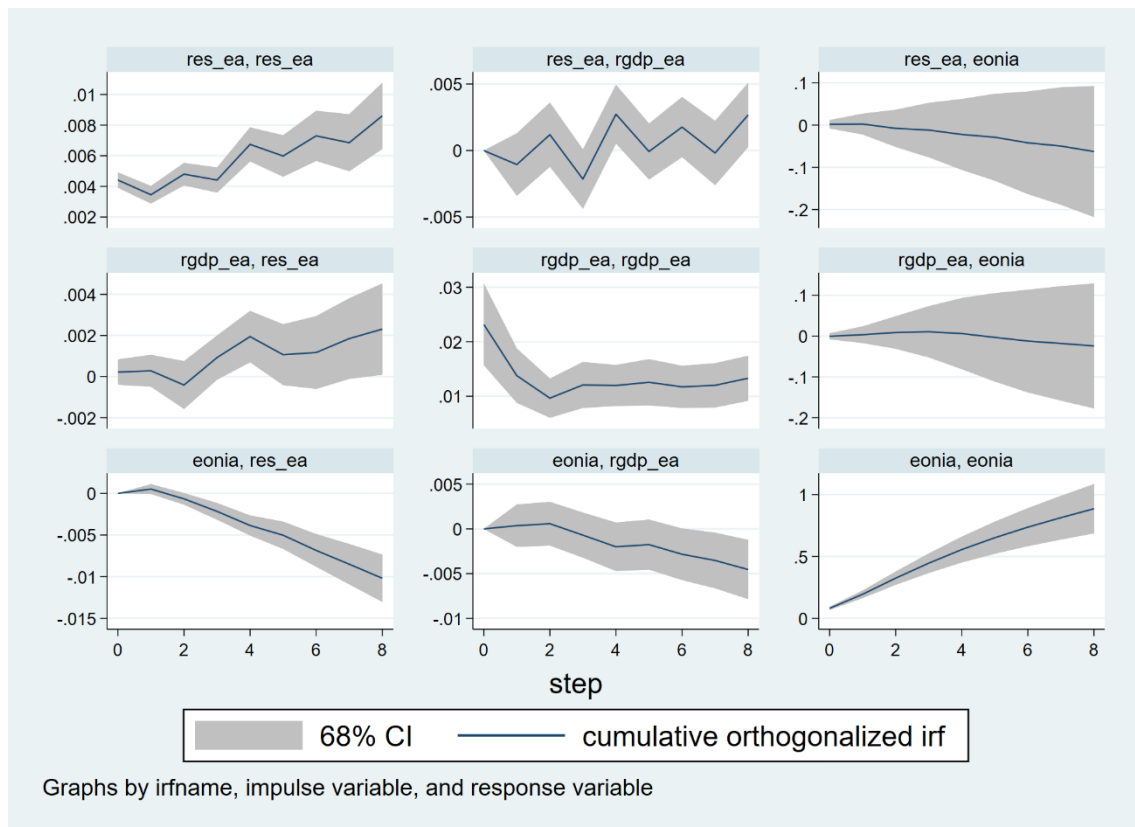 res_ea, res_ea
res_ea, rgdp_ea
res_ea, eonia
.01
.008
.006
.004
.002
.005
0
-.005
.1
0
-.1
-.2
rgdp_ea, res_ea
rgdp_ea, rgdp_ea
rgdp_ea, eonia
.004
.002
0
-.002
.03
.02
.01
.1
0
-.1
-.2
eonia, res_ea
eonia, rgdp_ea
eonia, eonia
0
-.005
-.01
-.015
.005
0
-.005
-.01
1
.5
0
0 2 4 6 8
0 2 4 6 8
0 2 4 6 8
step
68% CI
cumulative orthogonalized irf
Graphs by irfname, impulse variable, and response variable